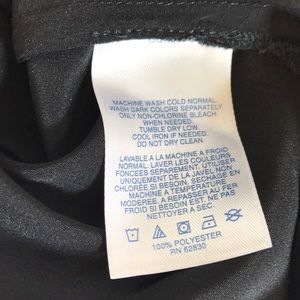 MACHINE WASH COLD NORMAL.
WASH DARK COLORS SEPARATELY.
ONLY NON-CHLORINE BLEACH
WHEN NEEDED.
TUMBLE DRY LOW.
COOL IRON IF NEEDED.
DO NOT DRY CLEAN.
LAVABLE A LA MACHINE A FROID
NORMAL. LAVER LES COULEURS
FONCEES SEPAREMENT. UTILISER
UNIQUEMENT DE LA JAVEL NON
CHLOREE SI BESOIN. SECHAGE EN
MACHINE A TEMPERATURE
MODEREE. A REPASSER AU FER
FROID SI BESOIN EST. NE PAS
NETTOYER A SEC.
100% POLYESTER
RN 62830